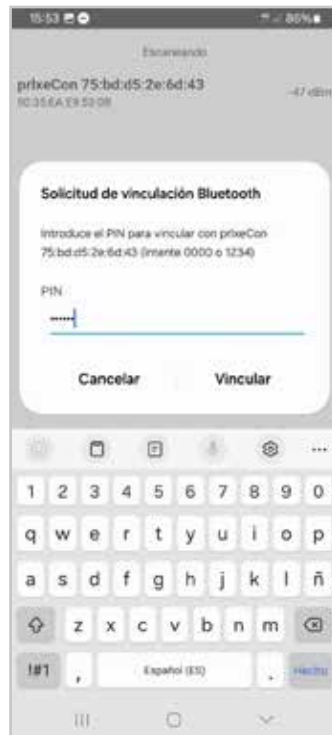 15:53 86%
Escaneando
prlxeCon 75:bd:d5:2e:6d:43
-47 dBm
Solicitud de vinculación Bluetooth
Introduce el PIN para vincular con prlxeCon
75:bd:d5:2e:6d:43 (intente 0000 o 1234)
PIN
······
Cancelar Vincular
1 2 3 4 5 6 7 8 9 0
q w e r t y u i o p
a s d f g h j k l ñ
z x c v b n m
!#1 , Español (ES) . Hecho